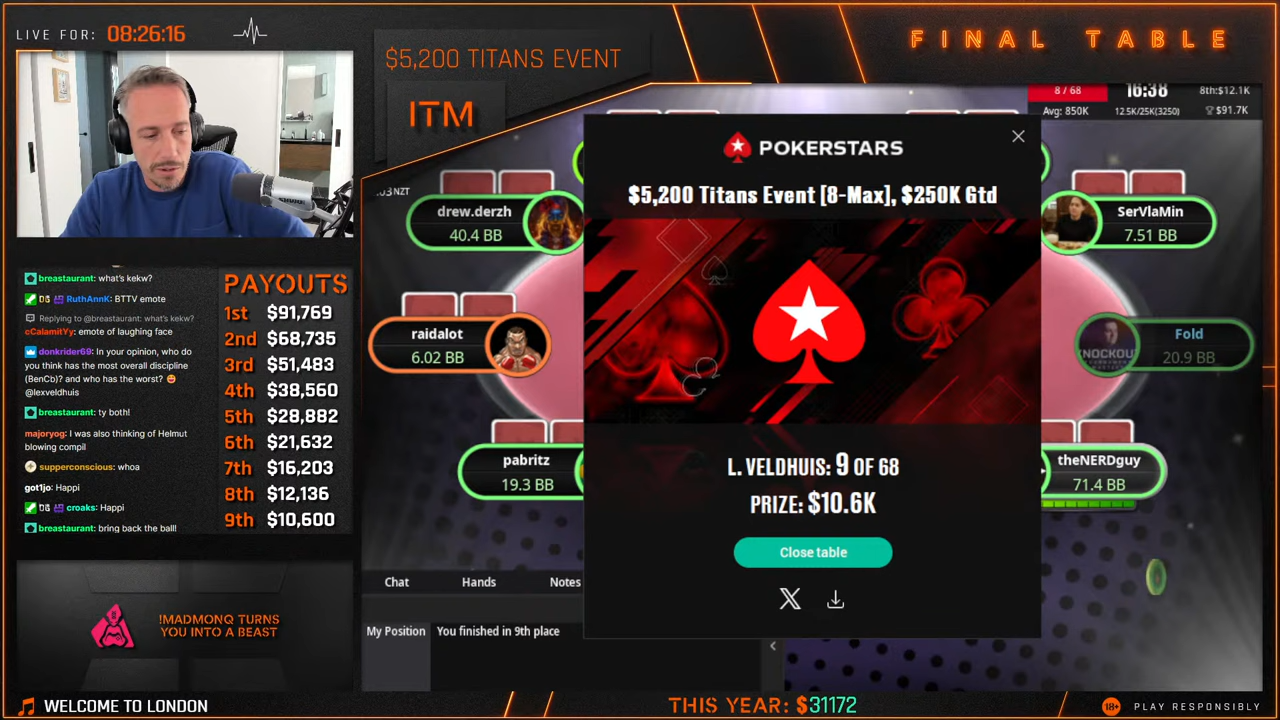 LIVE FOR: 08:26:16
$5,200 TITANS EVENT
ITM
FINAL TABLE
8 / 68
16:38
8th:$12.1K
Avg: 850K
12.5K/25K(3250)
$91.7K
POKERSTARS
$5,200 Titans Event [8-Max], $250K Gtd
L. VELDHUIS: 9 OF 68
PRIZE: $10.6K
Close table
NZT
drew.derzh
40.4 BB
raidalot
6.02 BB
pabritz
19.3 BB
SerVlaMin
7.51 BB
Fold
20.9 BB
KNOCKOU
theNERDguy
71.4 BB
breastaurant: what's kekw?
RuthAnnK: BTTV emote
Replying to @breastaurant: what's kekw?
cCalamitYy: emote of laughing face
donkrider69: In your opinion, who do
you think has the most overall discipline
(BenCb)? and who has the worst?
@lexveldhuis
breastaurant: ty both!
majoryog: I was also thinking of Helmut
blowing compil
supperconscious: whoa
got1jo: Happi
croaks: Happi
breastaurant: bring back the ball!
PAYOUTS
1st $91,769
2nd $68,735
3rd $51,483
4th $38,560
5th $28,882
6th $21,632
7th $16,203
8th $12,136
9th $10,600
!MADMONQ TURNS
YOU INTO A BEAST
Chat Hands Notes
My Position You finished in 9th place
WELCOME TO LONDON
THIS YEAR: $31172
18+ PLAY RESPONSIBLY